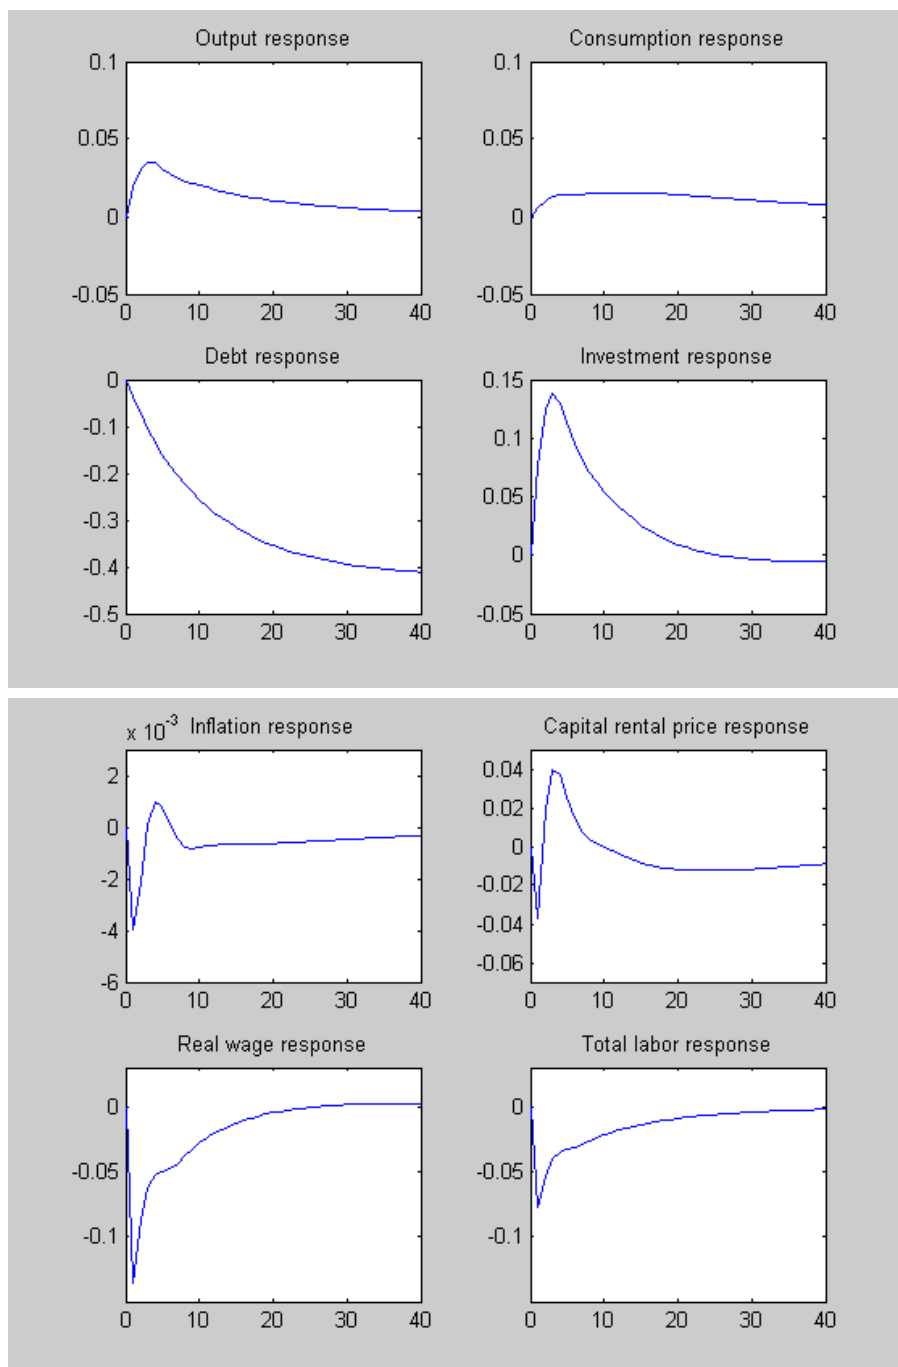 Output response
Consumption response
0.1
0.05
0
-0.05
0 10 20 30 40
0.1
0.05
0
-0.05
0 10 20 30 40
Debt response
Investment response
0
-0.1
-0.2
-0.3
-0.4
-0.5
0 10 20 30 40
0.15
0.1
0.05
0
-0.05
0 10 20 30 40
x 10^-3 Inflation response
Capital rental price response
2
0
-2
-4
-6
0 10 20 30 40
0.04
0.02
0
-0.02
-0.04
-0.06
0 10 20 30 40
Real wage response
Total labor response
0
-0.05
-0.1
0 10 20 30 40
0
-0.05
-0.1
0 10 20 30 40